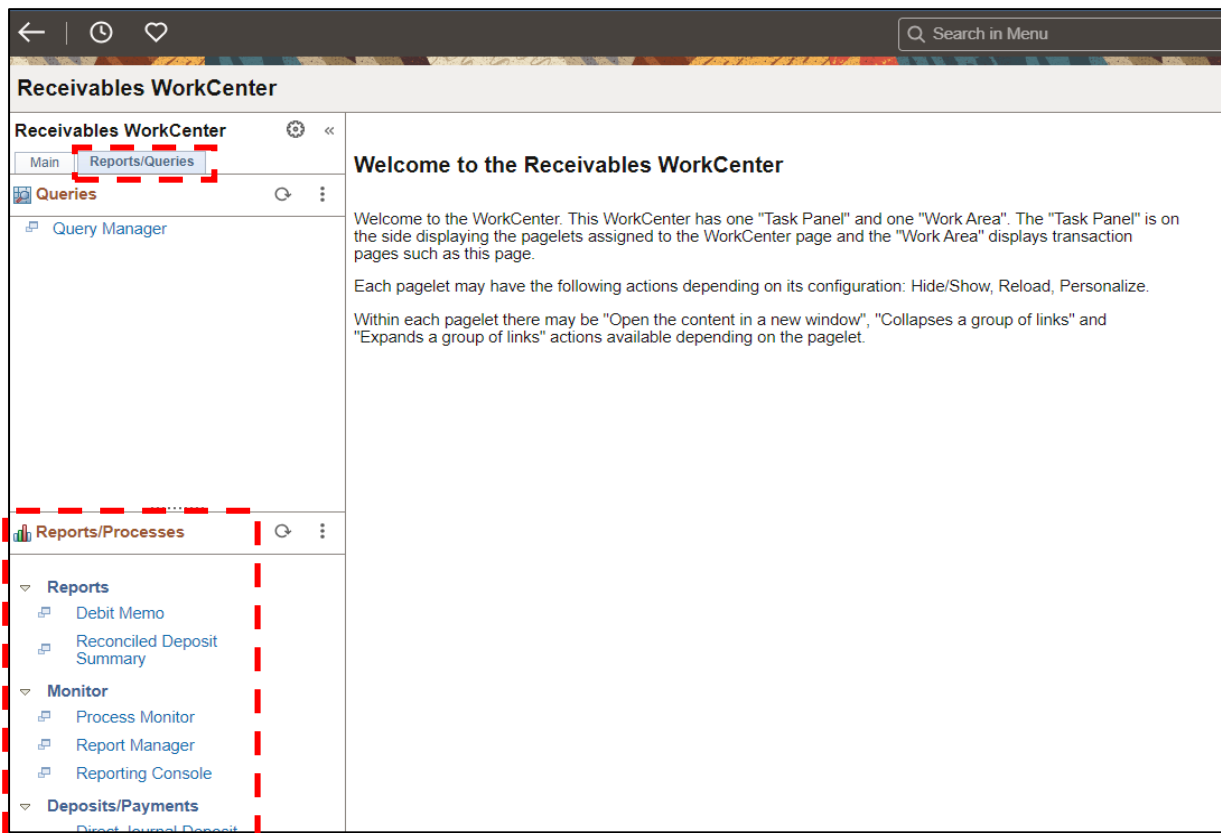 Search in Menu
Receivables WorkCenter
Receivables WorkCenter
«
Main
Reports/Queries
Queries
Query Manager
Welcome to the Receivables WorkCenter
Welcome to the WorkCenter. This WorkCenter has one "Task Panel" and one "Work Area". The "Task Panel" is on
the side displaying the pagelets assigned to the WorkCenter page and the "Work Area" displays transaction
pages such as this page.
Each pagelet may have the following actions depending on its configuration: Hide/Show, Reload, Personalize.
Within each pagelet there may be "Open the content in a new window", "Collapses a group of links" and
"Expands a group of links" actions available depending on the pagelet.
Reports/Processes
Reports
Debit Memo
Reconciled Deposit
Summary
Monitor
Process Monitor
Report Manager
Reporting Console
Deposits/Payments
Direct Journal Deposit